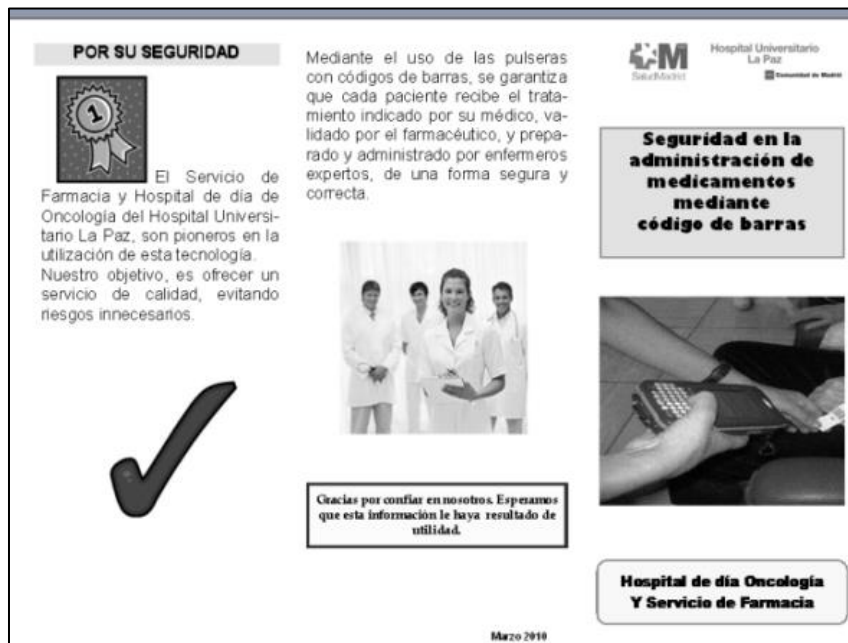 POR SU SEGURIDAD
1
El Servicio de
Farmacia y Hospital de día de
Oncología del Hospital Universi-
tario La Paz, son pioneros en la
utilización de esta tecnología.
Nuestro objetivo, es ofrecer un
servicio de calidad, evitando
riesgos innecesarios.
Mediante el uso de las pulseras
con códigos de barras, se garantiza
que cada paciente recibe el trata-
miento indicado por su médico, va-
lidado por el farmacéutico, y prepa-
rado y administrado por enfermeros
expertos, de una forma segura y
correcta.
Gracias por confiar en nosotros. Esperamos
que esta información le haya resultado de
utilidad.
Marzo 2010
SaludMadrid
Hospital Universitario
La Paz
Comunidad de Madrid
Seguridad en la
administración de
medicamentos
mediante
código de barras
Hospital de día Oncología
Y Servicio de Farmacia